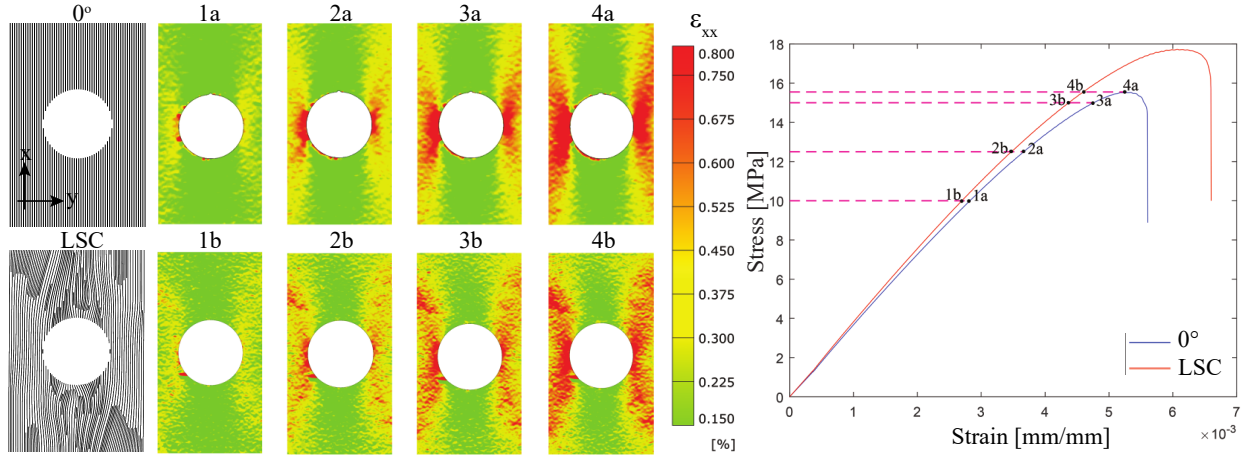 0°
1a
2a
3a
4a
x
y
LSC
1b
2b
3b
4b
εxx
0.800
0.750
0.675
0.600
0.525
0.450
0.375
0.300
0.225
0.150
[%]
Stress [MPa]
18
16
14
12
10
8
6
4
2
0
4b
4a
3b
3a
2b
2a
1b
1a
0°
LSC
0
1
2
3
4
5
6
7
Strain [mm/mm]
×10⁻³